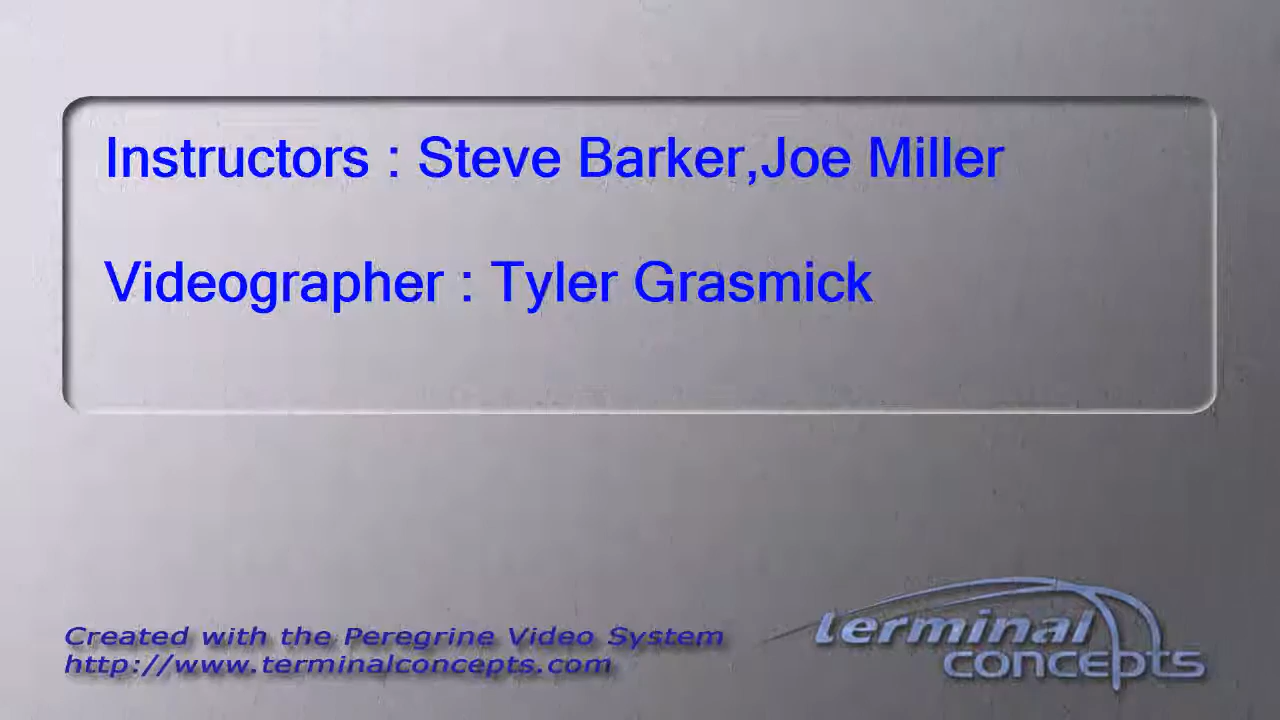 Instructors : Steve Barker,Joe Miller
Videographer : Tyler Grasmick
Created with the Peregrine Video System
http://www.terminalconcepts.com
terminal
concepts